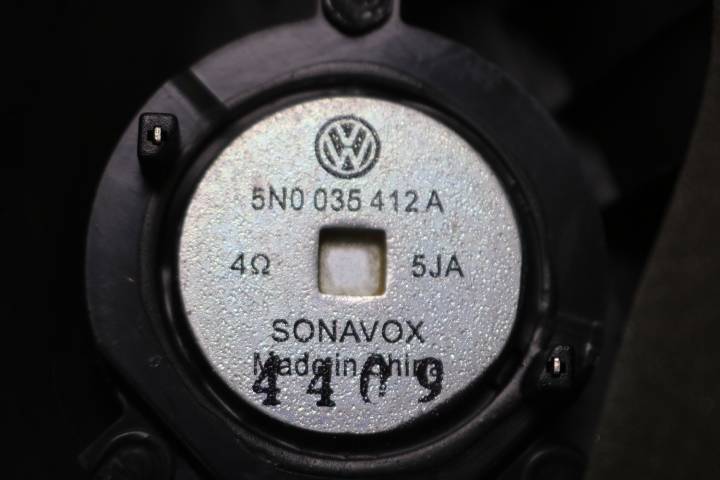 5N0 035 412 A
4Ω 5JA
SONAVOX
Made in China
4409